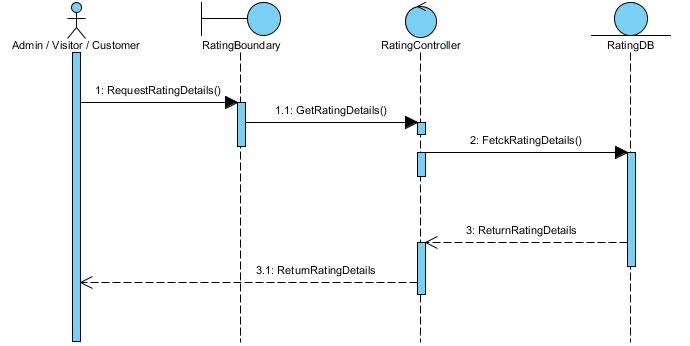 Admin / Visitor / Customer
RatingBoundary
RatingController
RatingDB
1: RequestRatingDetails()
1.1: GetRatingDetails()
2: FetckRatingDetails()
3: ReturnRatingDetails
3.1: ReturnRatingDetails